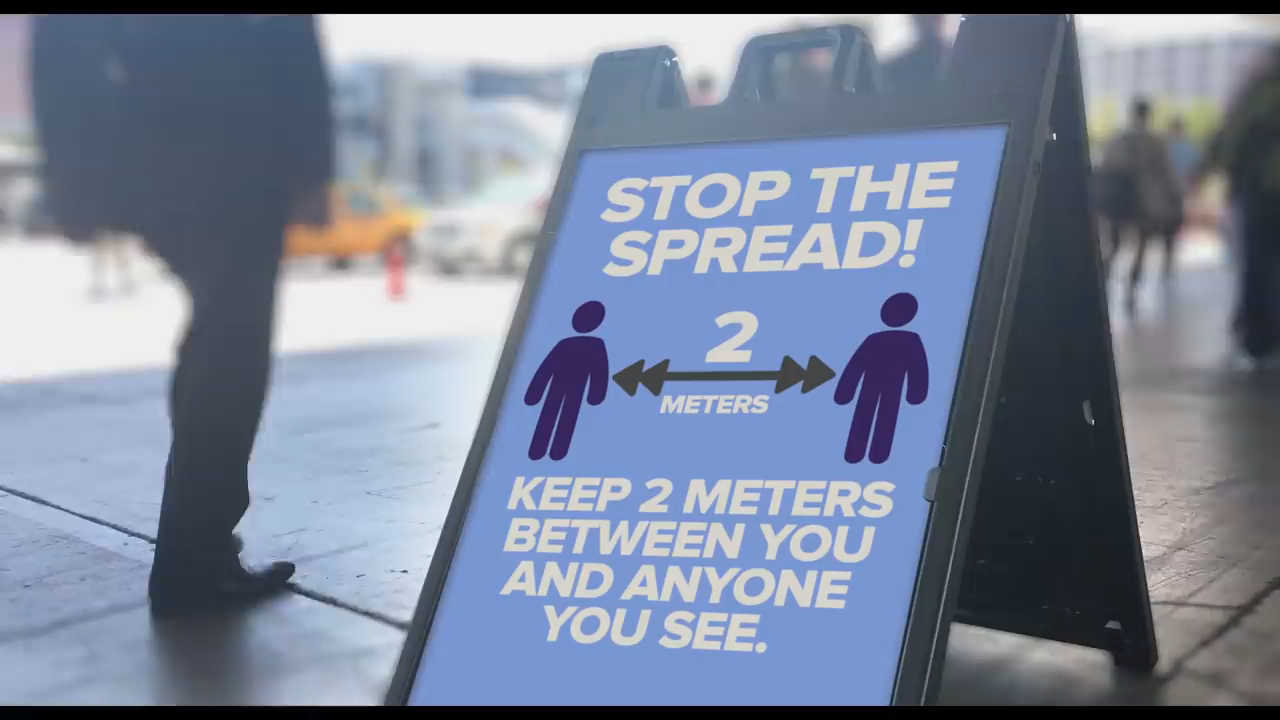 STOP THE
SPREAD!
2
METERS
KEEP 2 METERS
BETWEEN YOU
AND ANYONE
YOU SEE.